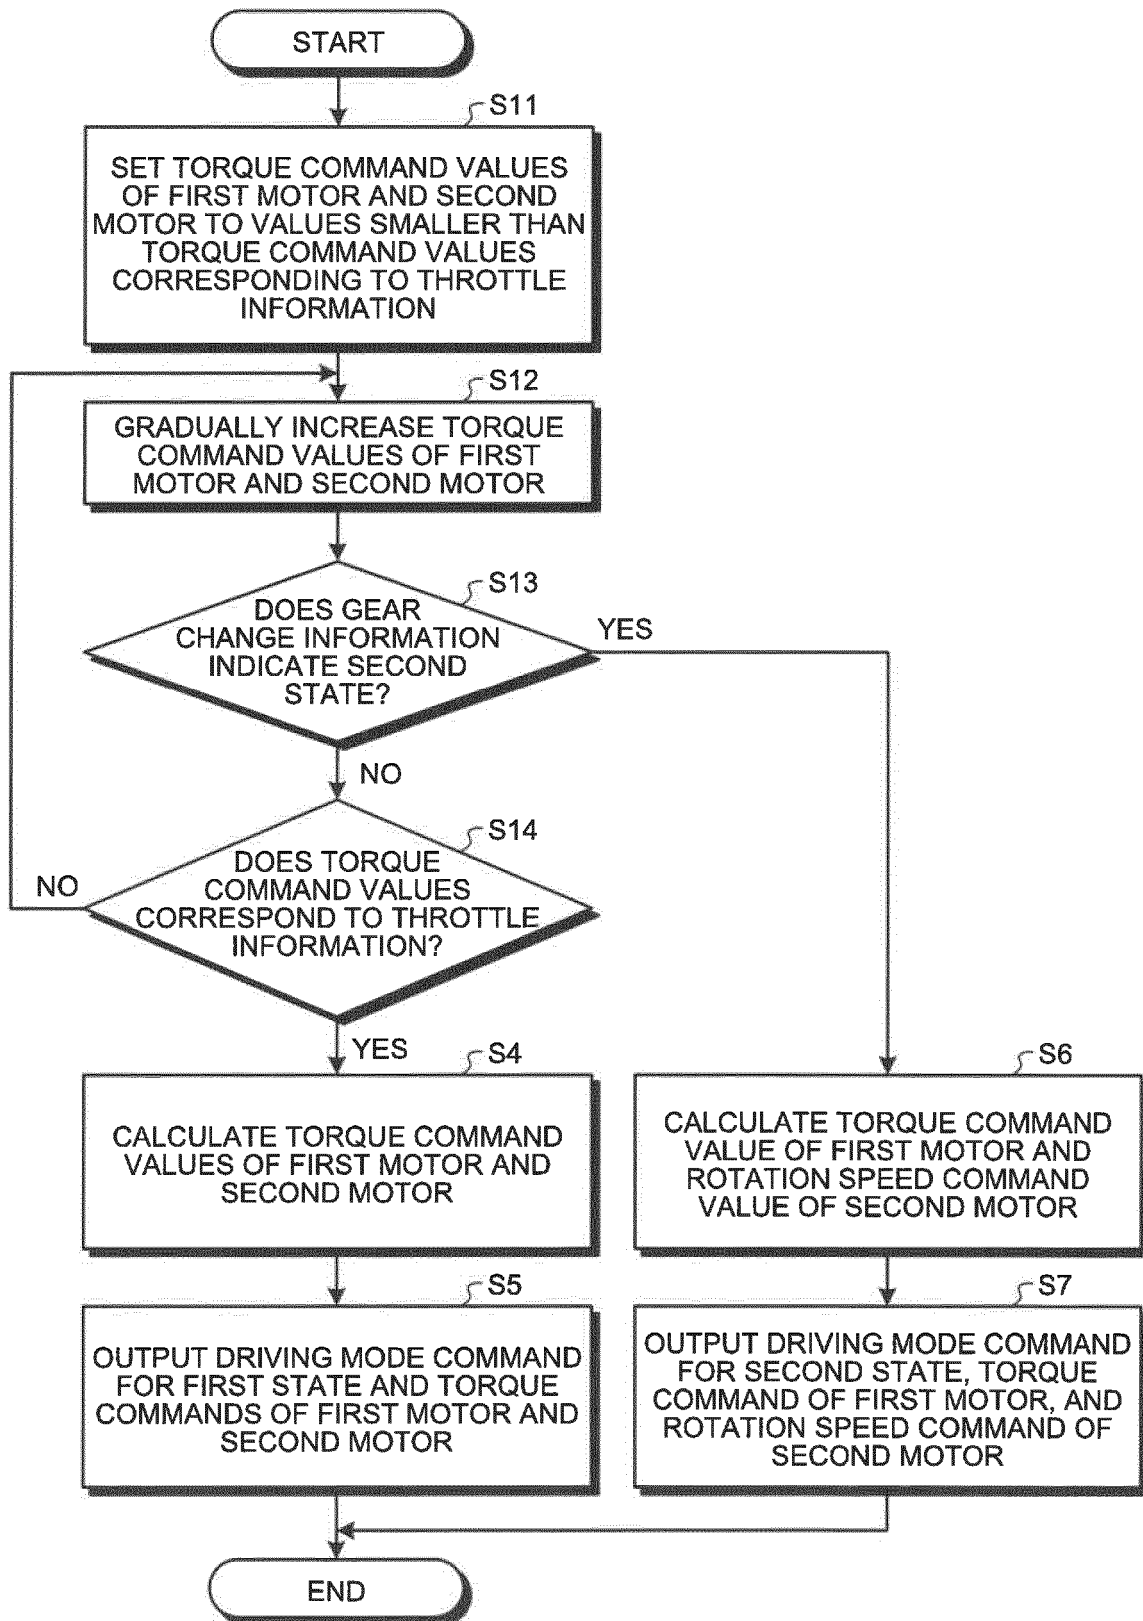 START
S11
SET TORQUE COMMAND VALUES
OF FIRST MOTOR AND SECOND
MOTOR TO VALUES SMALLER THAN
TORQUE COMMAND VALUES
CORRESPONDING TO THROTTLE
INFORMATION
S12
GRADUALLY INCREASE TORQUE
COMMAND VALUES OF FIRST
MOTOR AND SECOND MOTOR
S13
DOES GEAR
CHANGE INFORMATION
INDICATE SECOND
STATE?
YES
NO
S14
DOES TORQUE
COMMAND VALUES
CORRESPOND TO THROTTLE
INFORMATION?
NO
YES
S4
CALCULATE TORQUE COMMAND
VALUES OF FIRST MOTOR AND
SECOND MOTOR
S6
CALCULATE TORQUE COMMAND
VALUE OF FIRST MOTOR AND
ROTATION SPEED COMMAND
VALUE OF SECOND MOTOR
S5
OUTPUT DRIVING MODE COMMAND
FOR FIRST STATE AND TORQUE
COMMANDS OF FIRST MOTOR AND
SECOND MOTOR
S7
OUTPUT DRIVING MODE COMMAND
FOR SECOND STATE, TORQUE
COMMAND OF FIRST MOTOR, AND
ROTATION SPEED COMMAND OF
SECOND MOTOR
END